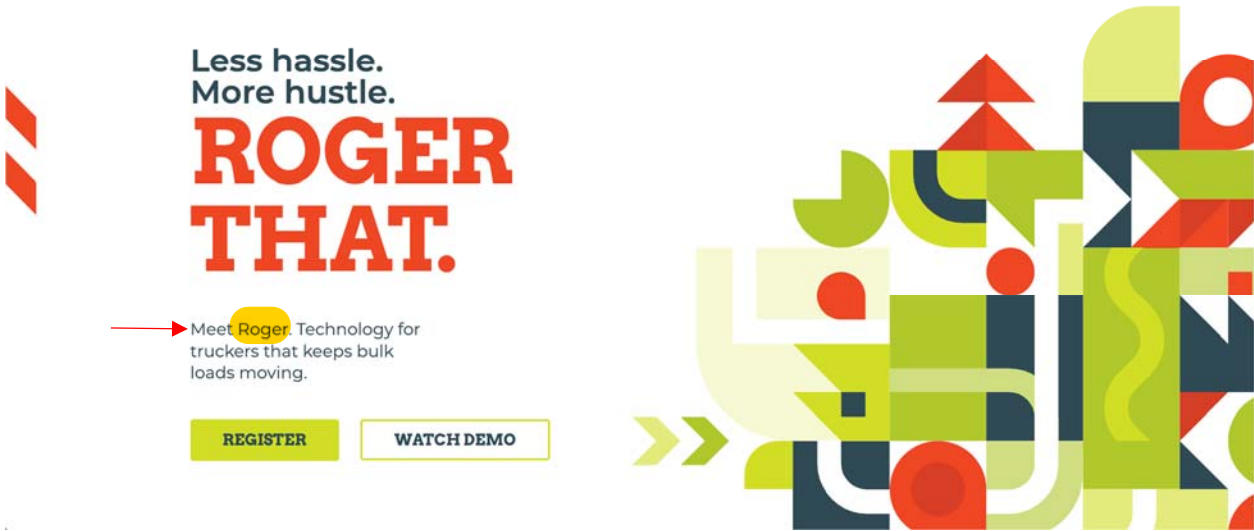 Less hassle.
More hustle.
ROGER
THAT.
Meet Roger. Technology for
truckers that keeps bulk
loads moving.
REGISTER
WATCH DEMO